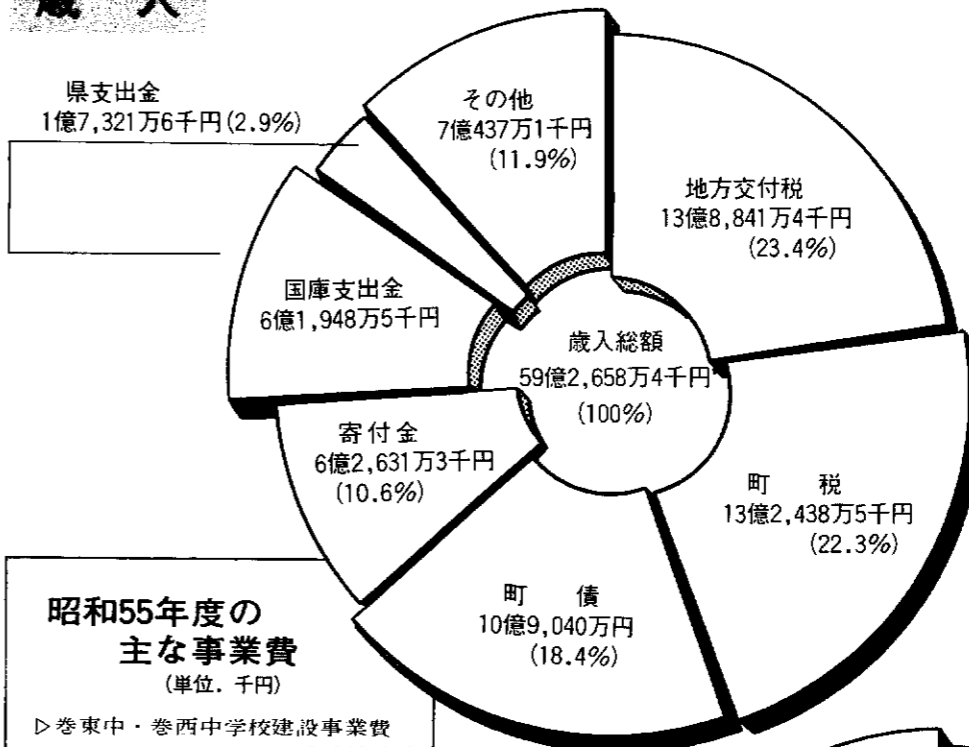 歳 入
県支出金
1億7,321万6千円(2.9%)
その他
7億437万1千円
(11.9%)
地方交付税
13億8,841万4千円
(23.4%)
国庫支出金
6億1,948万5千円
歳入総額
59億2,658万4千円
(100%)
寄付金
6億2,631万3千円
(10.6%)
町 税
13億2,438万5千円
(22.3%)
町 債
10億9,040万円
(18.4%)
昭和55年度の
主な事業費
(単位. 千円)
▷巻東中・巻西中学校建設事業費